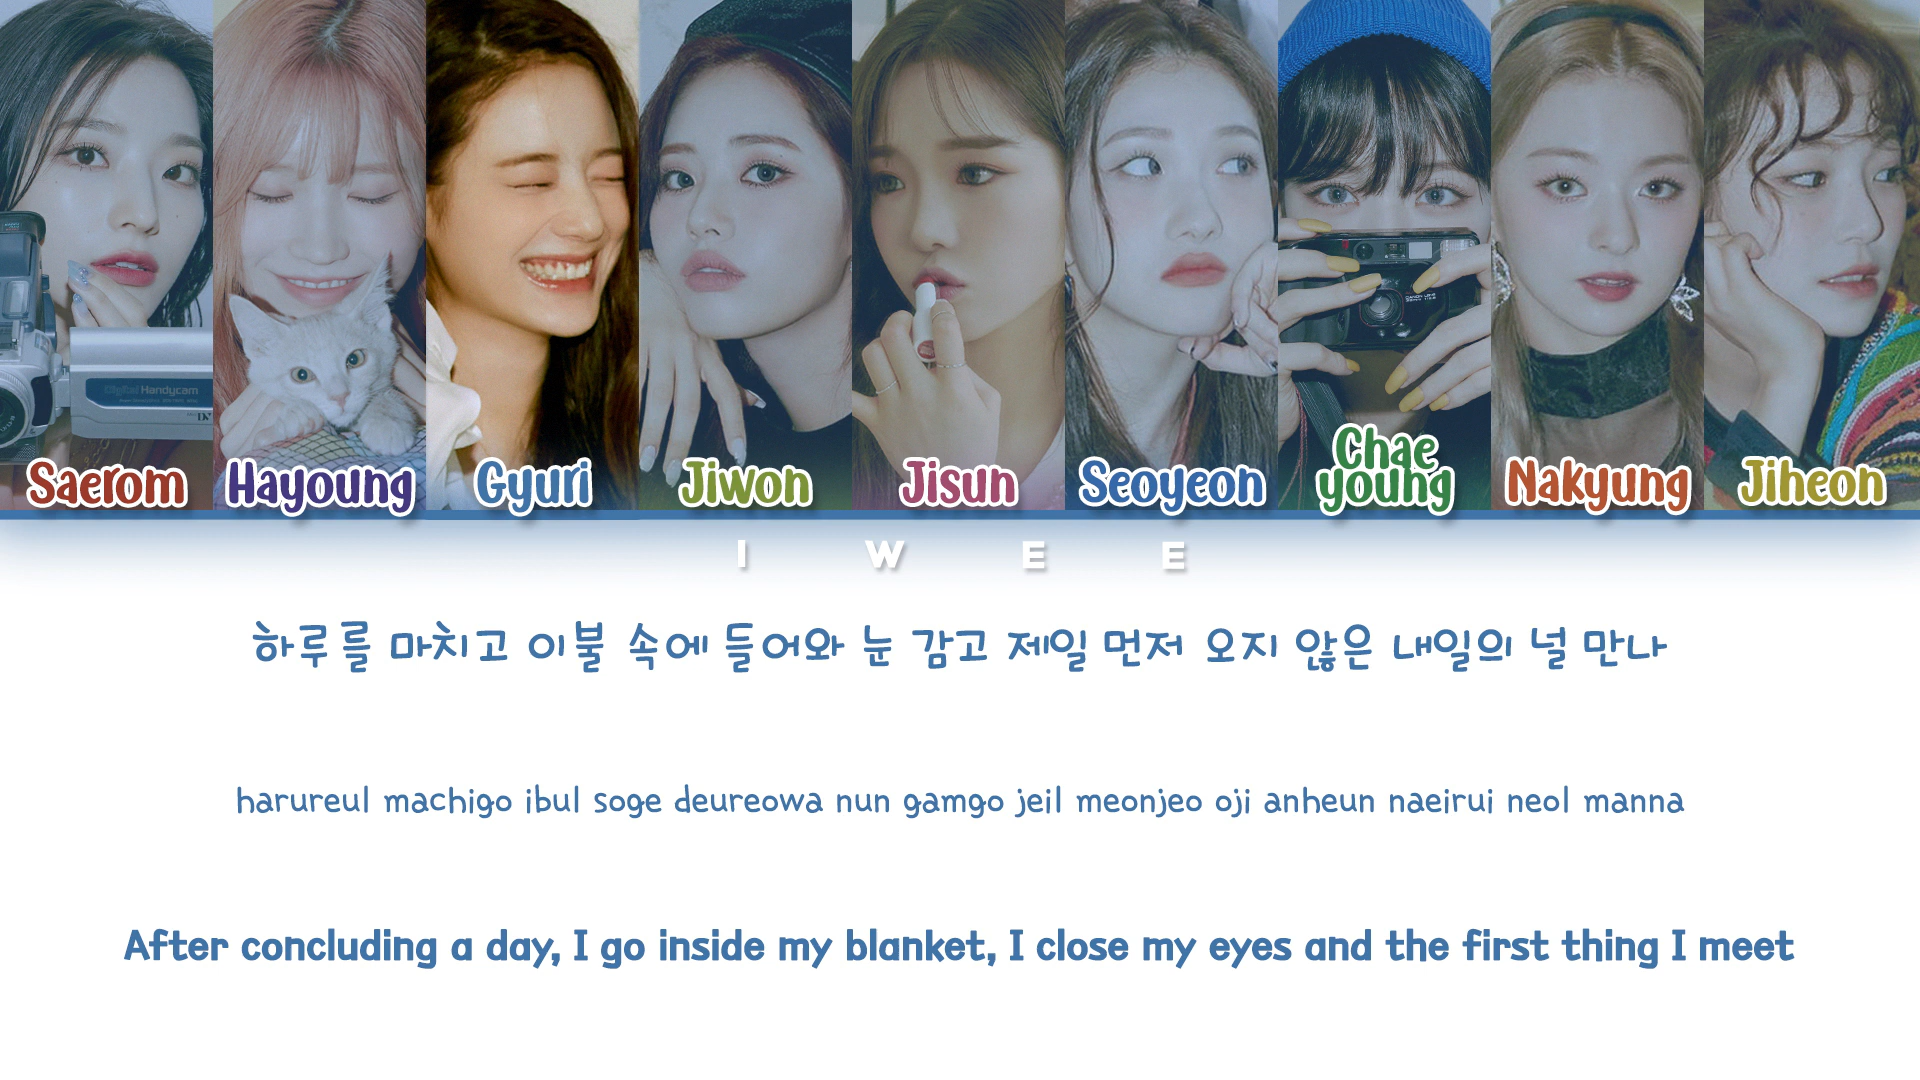 Digital Handycam
DV
Saerom
Hayoung
Gyuri
Jiwon
Jisun
Seoyeon
Chae
young
Nakyung
Jiheon
I W E E
하루를 마치고 이불 속에 들어와 눈 감고 제일 먼저 오지 않은 내일의 널 만나
harureul machigo ibul soge deureowa nun gamgo jeil meonjeo oji anheun naeirui neol manna
After concluding a day, I go inside my blanket, I close my eyes and the first thing I meet